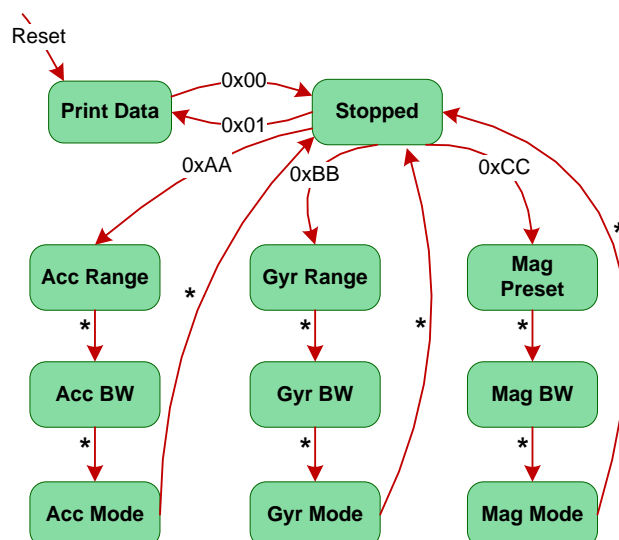 Reset
0x00
Print Data
Stopped
0x01
0xAA
0xBB
0xCC
*
Acc Range
Gyr Range
Mag
Preset
*
*
*
*
*
Acc BW
Gyr BW
Mag BW
*
*
*
Acc Mode
Gyr Mode
Mag Mode